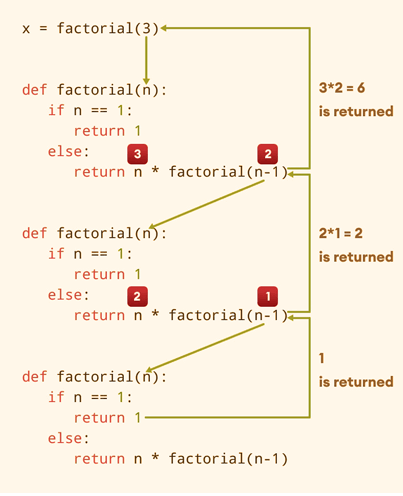 x = factorial(3)
def factorial(n):
if n == 1:
return 1
else:
3 2
return n * factorial(n-1)
3*2 = 6
is returned
def factorial(n):
if n == 1:
return 1
else:
2 1
return n * factorial(n-1)
2*1 = 2
is returned
def factorial(n):
if n == 1:
return 1
else:
return n * factorial(n-1)
1
is returned